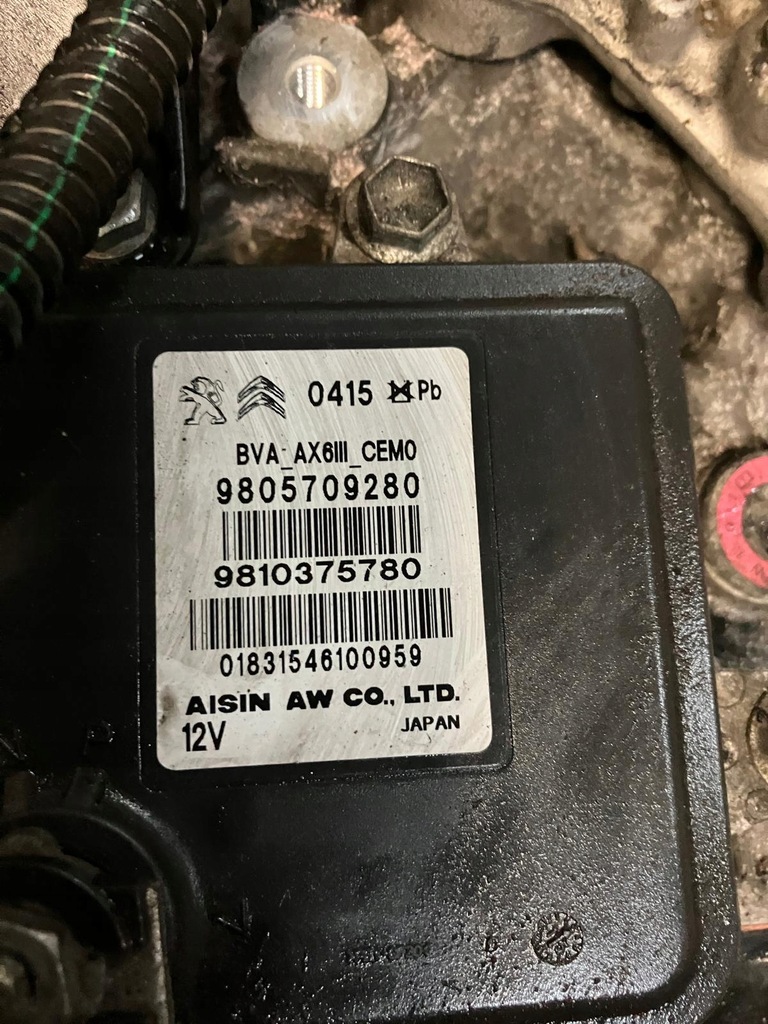 0415 Pb
BVA_AX6III_CEM0
9805709280
9810375780
01831546100959
AISIN AW CO., LTD.
12V JAPAN
N P